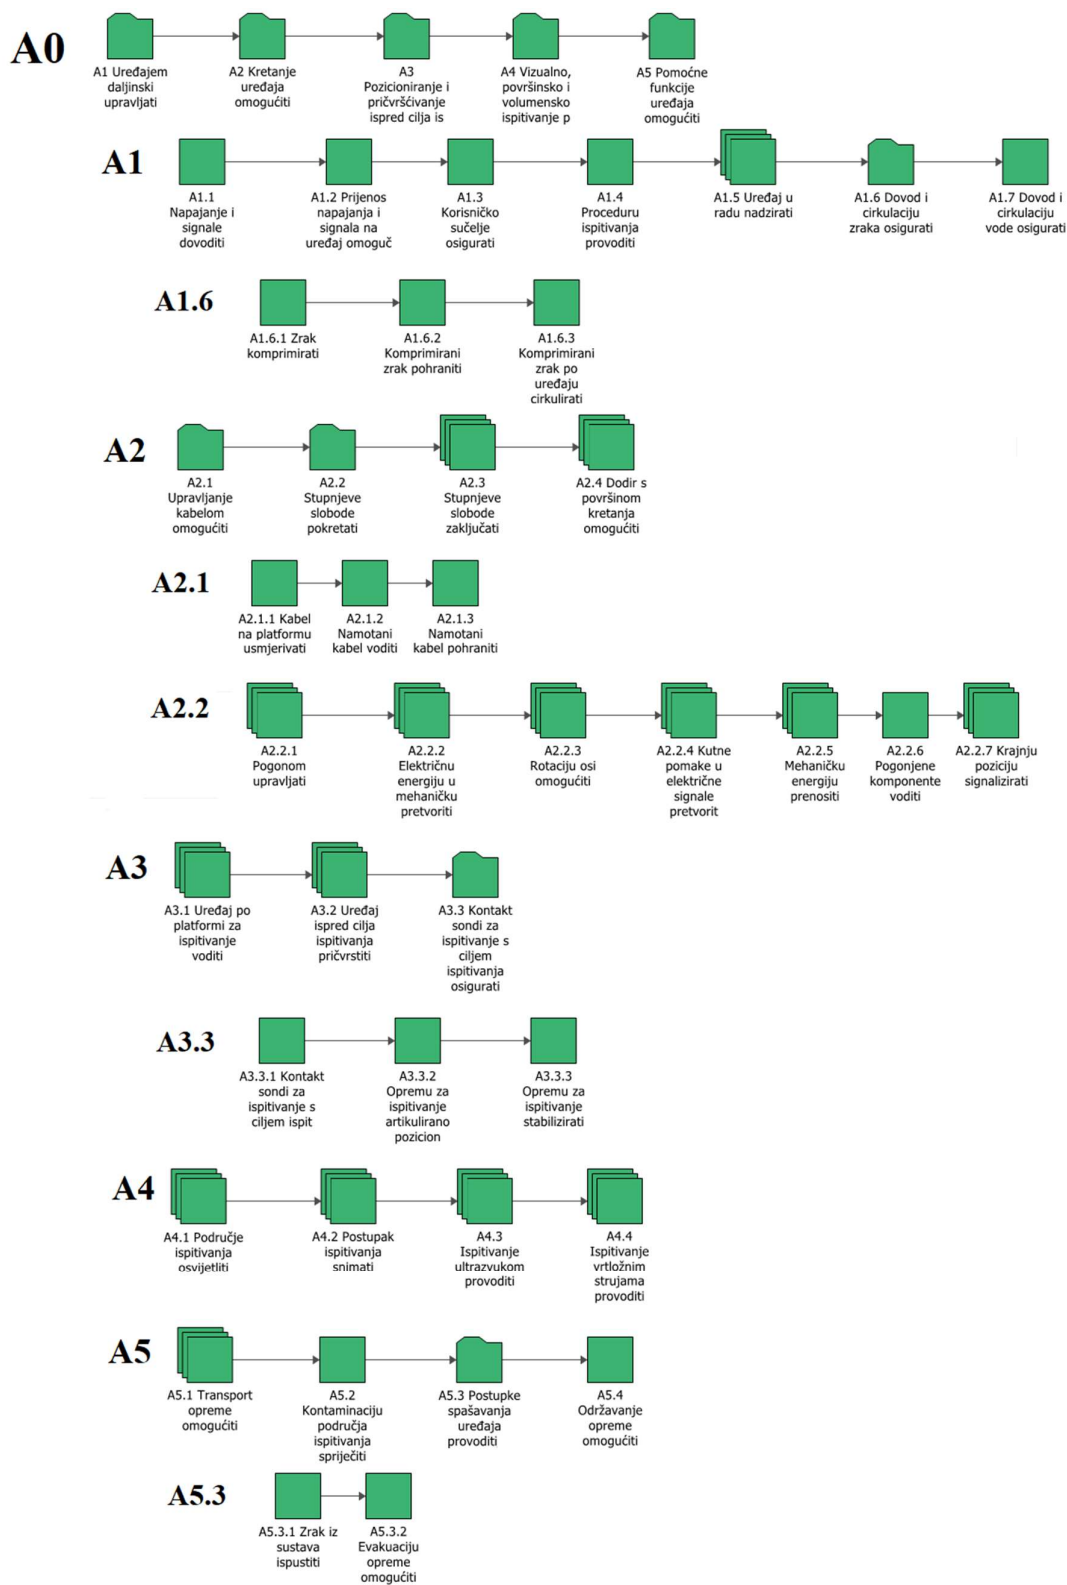 A0
A1 Uređajem
daljinski
upravljati
A2 Kretanje
uređaja
omogućiti
A3
Pozicioniranje i
pričvršćivanje
ispred cilja is
A4 Vizualno,
površinsko i
volumensko
ispitivanje p
A5 Pomoćne
funkcije
uređaja
omogućiti
A1
A1.1
Napajanje i
signale
dovoditi
A1.2 Prijenos
napajanja i
signala na
uređaj omoguč
A1.3
Korisničko
sučelje
osigurati
A1.4
Proceduru
ispitivanja
provoditi
A1.5 Uređaj u
radu nadzirati
A1.6 Dovod i
cirkulaciju
zraka osigurati
A1.7 Dovod i
cirkulaciju
vode osigurati
A1.6
A1.6.1 Zrak
komprimirati
A1.6.2
Komprimirani
zrak pohraniti
A1.6.3
Komprimirani
zrak po
uređaju
cirkulirati
A2
A2.1
Upravljanje
kabelom
omogućiti
A2.2
Stupnjeve
slobode
pokretati
A2.3
Stupnjeve
slobode
zaključati
A2.4 Dodir s
površinom
kretanja
omogućiti
A2.1
A2.1.1 Kabel
na platformu
usmjerivati
A2.1.2
Namotani
kabel voditi
A2.1.3
Namotani
kabel pohraniti
A2.2
A2.2.1
Pogonom
upravljati
A2.2.2
Električnu
energiju u
mehaničku
pretvoriti
A2.2.3
Rotaciju osi
omogućiti
A2.2.4 Kutne
pomake u
električne
signale
pretvorit
A2.2.5
Mehaničku
energiju
prenositi
A2.2.6
Pogonjene
komponente
voditi
A2.2.7 Krajnju
poziciju
signalizirati
A3
A3.1 Uređaj po
platformi za
ispitivanje
voditi
A3.2 Uređaj
ispred cilja
ispitivanja
pričvrstiti
A3.3 Kontakt
sondi za
ispitivanje s
ciljem
ispitivanja
osigurati
A3.3
A3.3.1 Kontakt
sondi za
ispitivanje s
ciljem ispit
A3.3.2
Opremu za
ispitivanje
artikulirano
pozicion
A3.3.3
Opremu za
ispitivanje
stabilizirati
A4
A4.1 Područje
ispitivanja
osvijetliti
A4.2 Postupak
ispitivanja
snimati
A4.3
Ispitivanje
ultrazvukom
provoditi
A4.4
Ispitivanje
vrtložnim
strujama
provoditi
A5
A5.1 Transport
opreme
omogućiti
A5.2
Kontaminaciju
područja
ispitivanja
spriječiti
A5.3 Postupke
spašavanja
uređaja
provoditi
A5.4
Održavanje
opreme
omogućiti
A5.3
A5.3.1 Zrak iz
sustava
ispustiti
A5.3.2
Evakuaciju
opreme
omogućiti